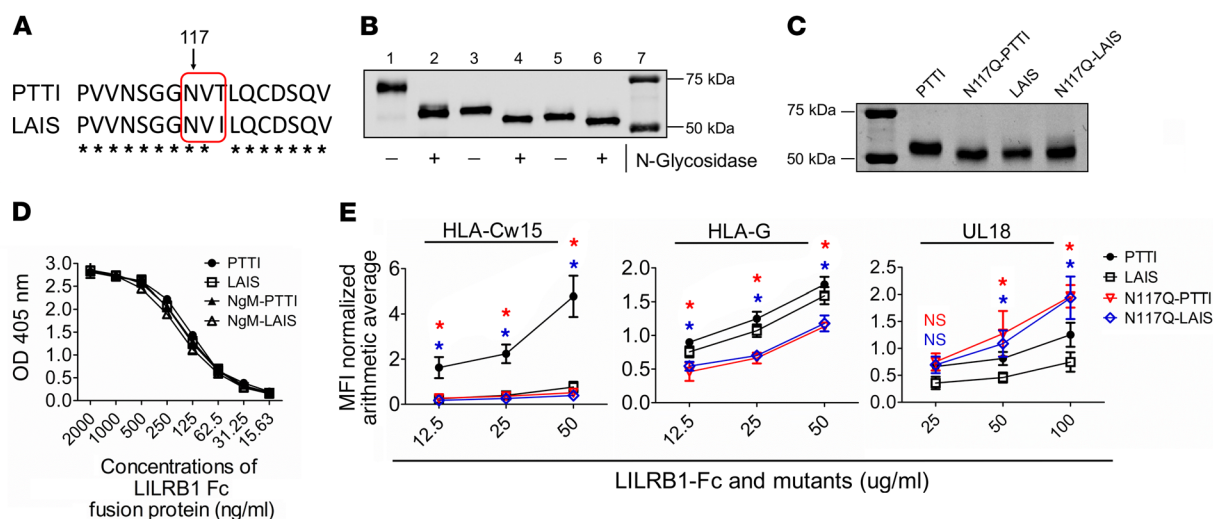 A
117
PTTI PVVNSGGNVTLQCDSQV
LAIS PVVNSGGNVILQCDSQV
* * * * * * * * * * * * * * * *
B
1 2 3 4 5 6 7
75 kDa
50 kDa
– + – + – + N-Glycosidase
C
PTTI N117Q-PTTI LAIS N117Q-LAIS
75 kDa
50 kDa
D
OD 405 nm
3.0
2.5
2.0
1.5
1.0
0.5
0.0
PTTI
LAIS
NgM-PTTI
NgM-LAIS
2000 1000 500 250 125 62.5 31.25 15.63
Concentrations of
LILRB1 Fc
fusion protein (ng/ml)
E
MFI normalized
arithmetic average
HLA-Cw15
6
4
2
0
* * *
* * *
12.5 25 50
HLA-G
2.0
1.5
1.0
0.5
0.0
* * *
* * *
12.5 25 50
UL18
2.5
2.0
1.5
1.0
0.5
0.0
NS * *
NS * *
25 50 100
PTTI
LAIS
N117Q-PTTI
N117Q-LAIS
LILRB1-Fc and mutants (ug/ml)